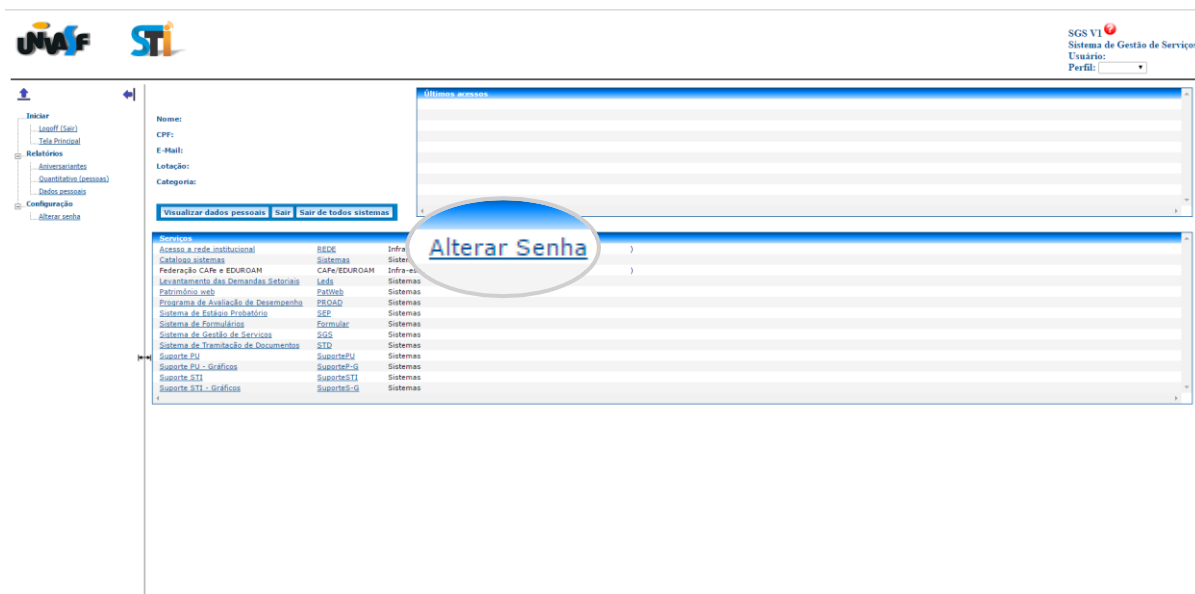 UNIVASF
STI
SGS V1
Sistema de Gestão de Serviços
Usuário:
Perfil:
Iniciar
Logoff (Sair)
Tela Principal
Relatórios
Aniversariantes
Quantitativo (pessoas)
Dados pessoais
Configuração
Alterar senha
Nome:
CPF:
E-Mail:
Lotação:
Categoria:
Últimos acessos
Visualizar dados pessoais Sair Sair de todos sistemas
Alterar Senha
Serviços
Acesso a rede institucional REDE Infra )
Catalogo sistemas Sistemas Sistem
Federação CAFe e EDUROAM CAFe/EDUROAM Infra-es )
Levantamento das Demandas Setoriais Leds Sistemas
Patrimônio web PatWeb Sistemas
Programa de Avaliação de Desempenho PROAD Sistemas
Sistema de Estágio Probatório SEP Sistemas
Sistema de Formulários Formular Sistemas
Sistema de Gestão de Serviços SGS Sistemas
Sistema de Tramitação de Documentos STD Sistemas
Suporte PU SuportePU Sistemas
Suporte PU - Gráficos SuporteP-G Sistemas
Suporte STI SuporteSTI Sistemas
Suporte STI - Gráficos SuporteS-G Sistemas